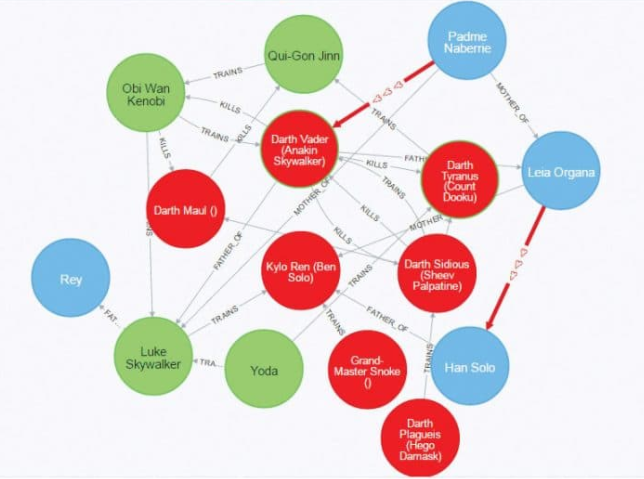 Padme
Naberrie
Qui-Gon Jinn
TRAINS
Obi Wan
Kenobi
KILLS
TRAINS
MOTHER_OF
TRAINS
KILLS
KILLS
Darth Vader
(Anakin
Skywalker)
KILLS
FATH
Darth
Tyranus
(Count
Dooku)
Leia Organa
TRAINS
MOTHER_OF
Darth Maul ()
KILLS
MOTHER
FATHER_OF
KILLS
Kylo Ren (Ben
Solo)
TRAINS
Darth Sidious
(Sheev
Palpatine)
Rey
FAT
TRAINS
TRAINS
FATHER_OF
Luke
Skywalker
TRA
Yoda
Grand-
Master Snoke
()
TRAINS
Han Solo
Darth
Plagueis
(Hego
Damask)